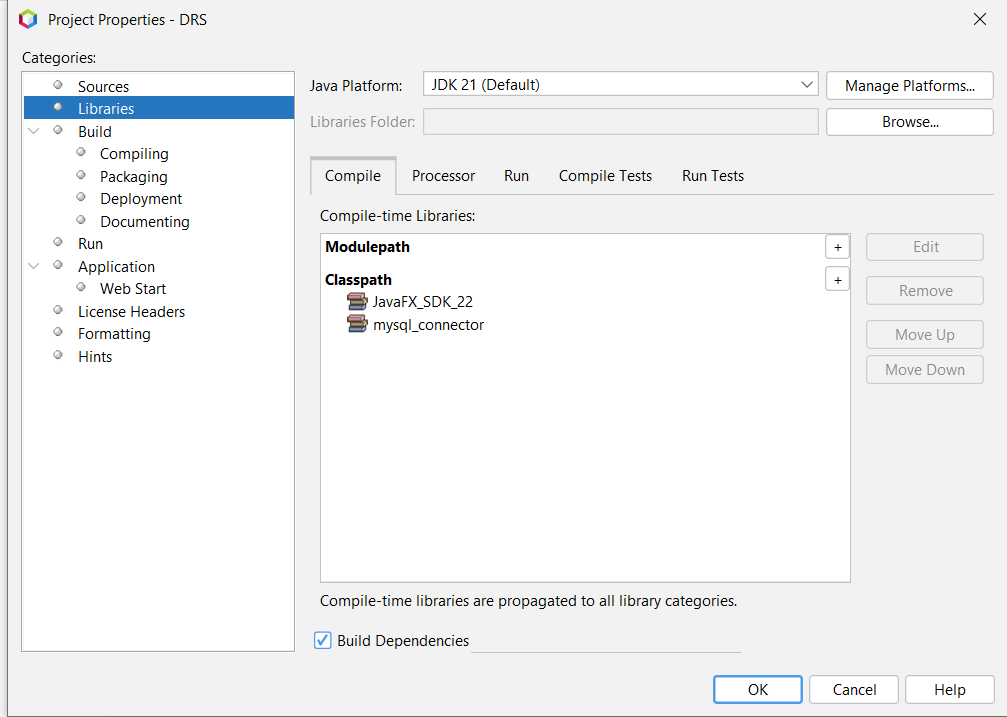 Project Properties - DRS
Categories:
Sources
Libraries
Build
Compiling
Packaging
Deployment
Documenting
Run
Application
Web Start
License Headers
Formatting
Hints
Java Platform: JDK 21 (Default) Manage Platforms...
Libraries Folder: Browse...
Compile Processor Run Compile Tests Run Tests
Compile-time Libraries:
Modulepath + Edit
Classpath + Remove
JavaFX_SDK_22
mysql_connector Move Up
Move Down
Compile-time libraries are propagated to all library categories.
Build Dependencies
OK Cancel Help